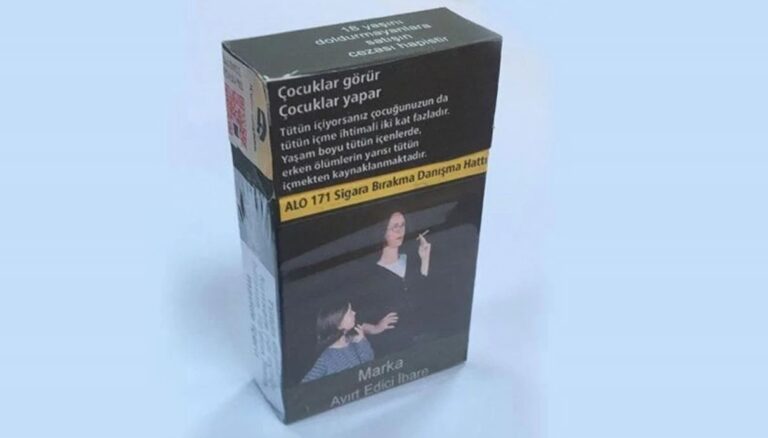 18 yaşını
doldurmayanlara
satışın
cezası hapistir
Çocuklar görür
Çocuklar yapar
Tütün içiyorsanız çocuğunuzun da
tütün içme ihtimali iki kat fazladır.
Yaşam boyu tütün içenlerde,
erken ölümlerin yarısı tütün
içmekten kaynaklanmaktadır.
ALO 171 Sigara Bırakma Danışma Hattı
Marka
Ayırt Edici İbare